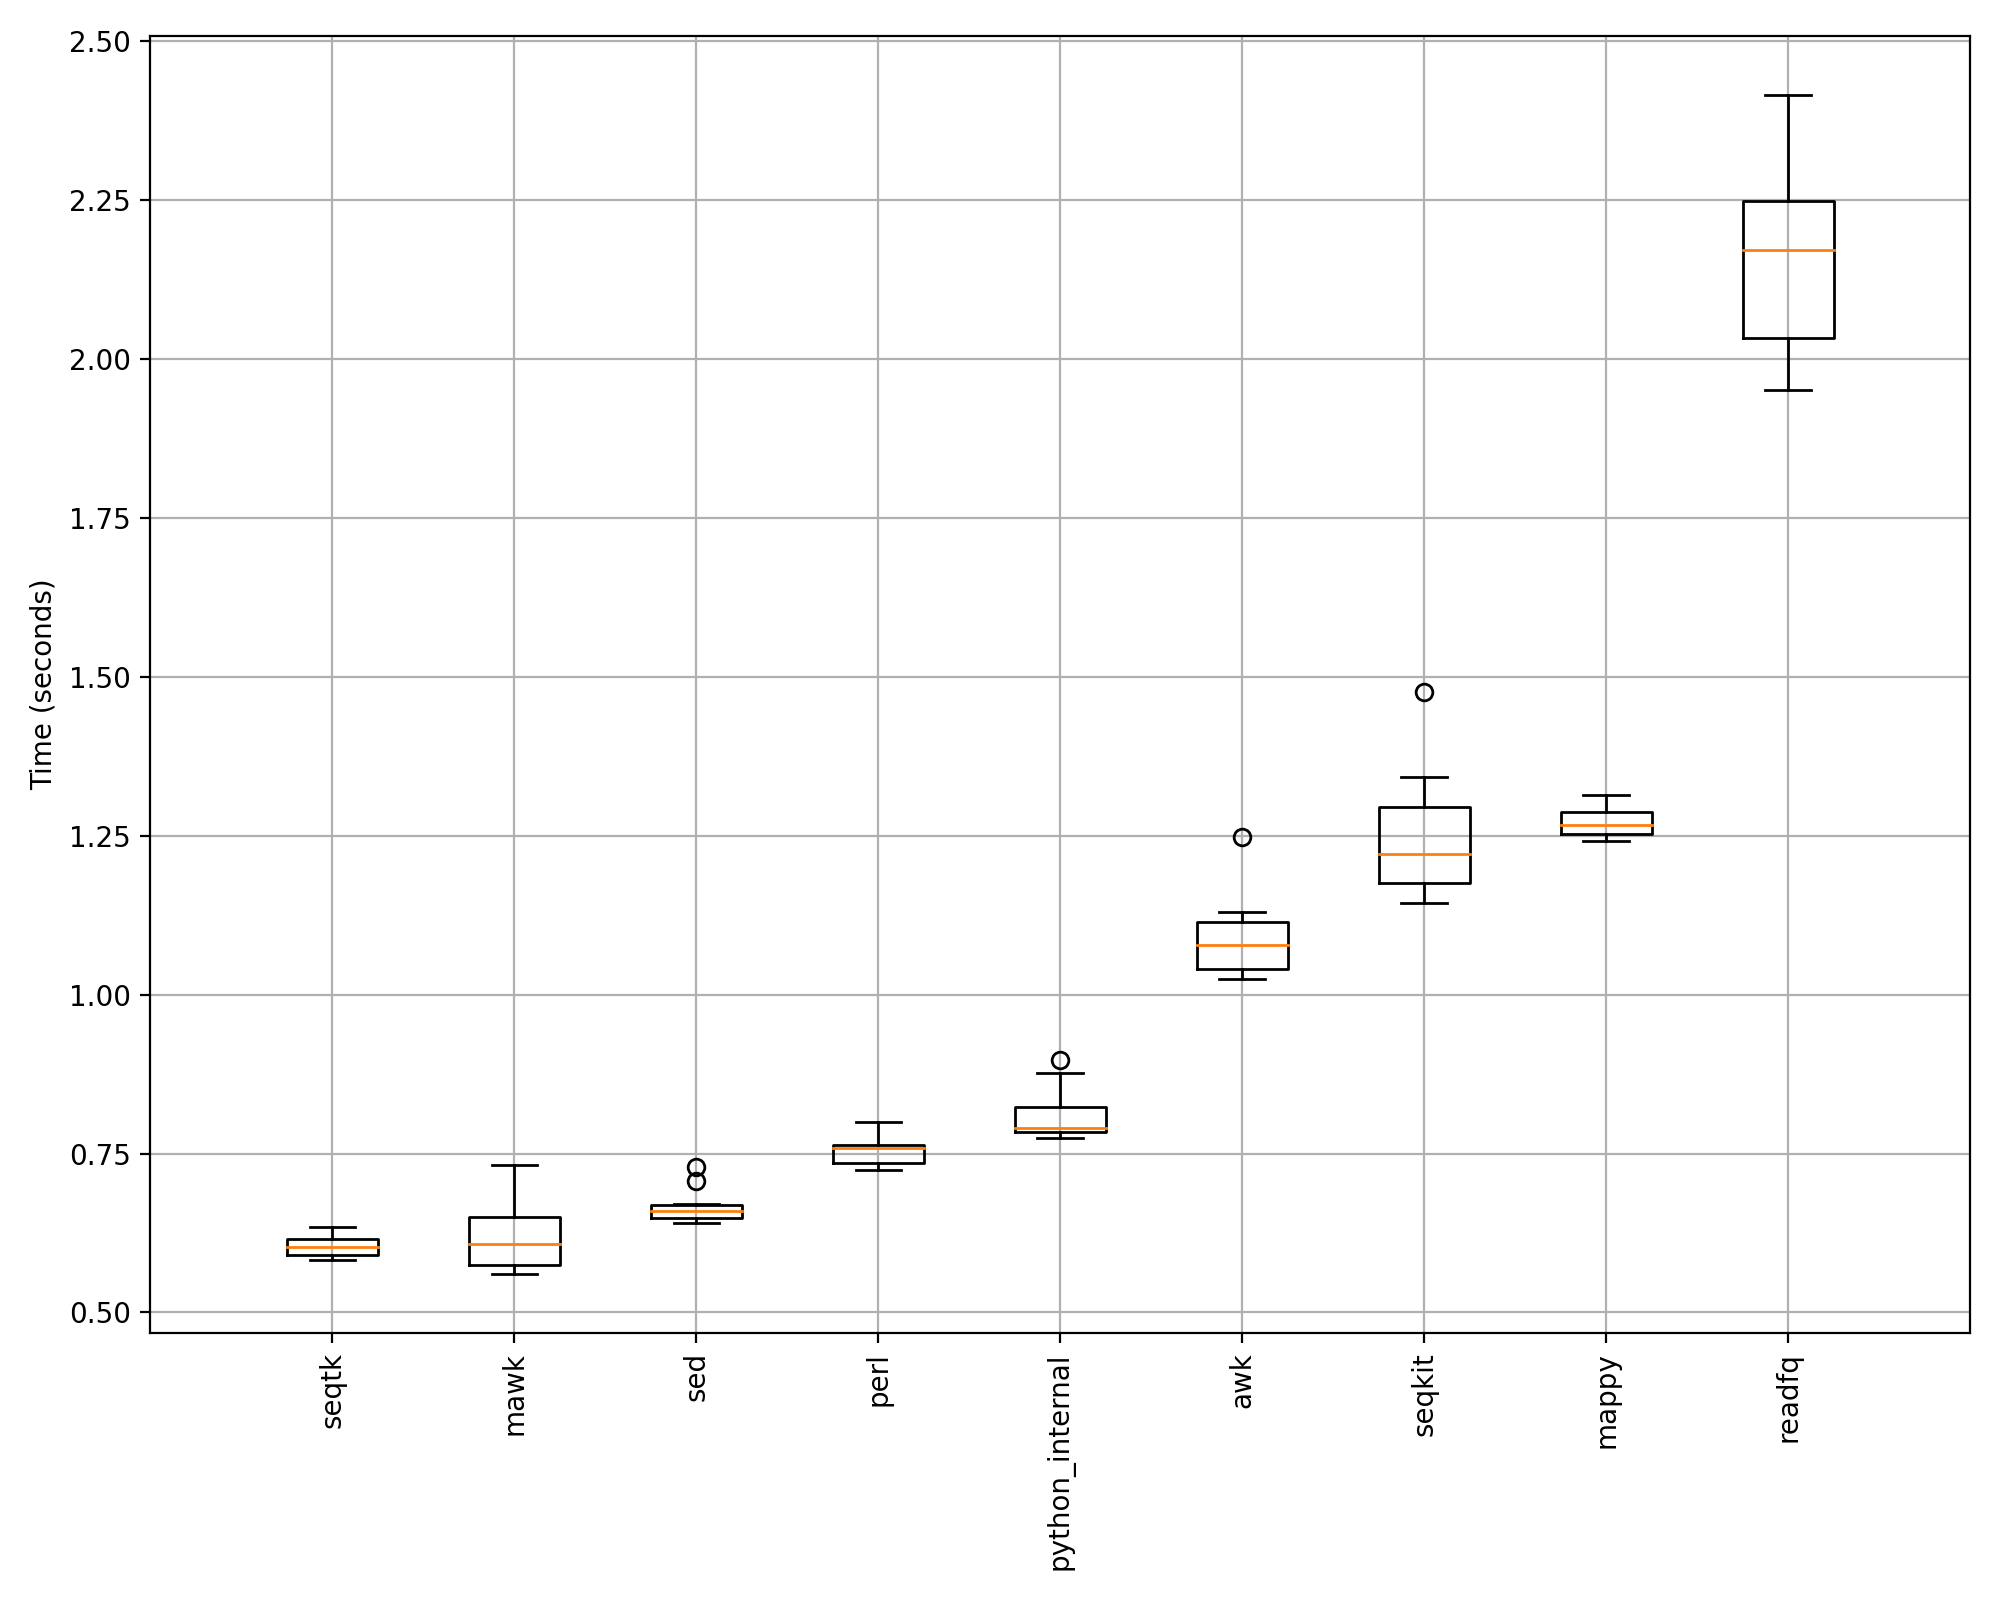 2.50
2.25
2.00
1.75
1.50
1.25
1.00
0.75
0.50
Time (seconds)
seqtk
mawk
sed
perl
python_internal
awk
seqkit
mappy
readfq